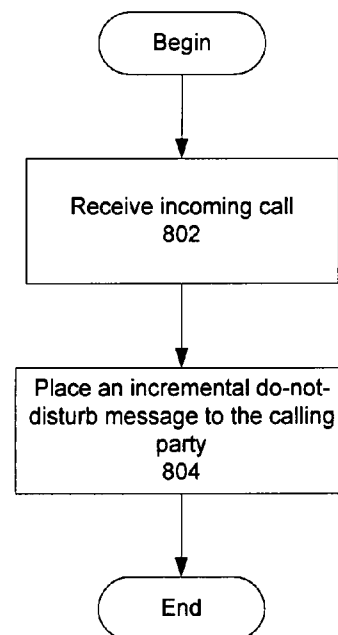 Begin
Receive incoming call
802
Place an incremental do-not-
disturb message to the calling
party
804
End